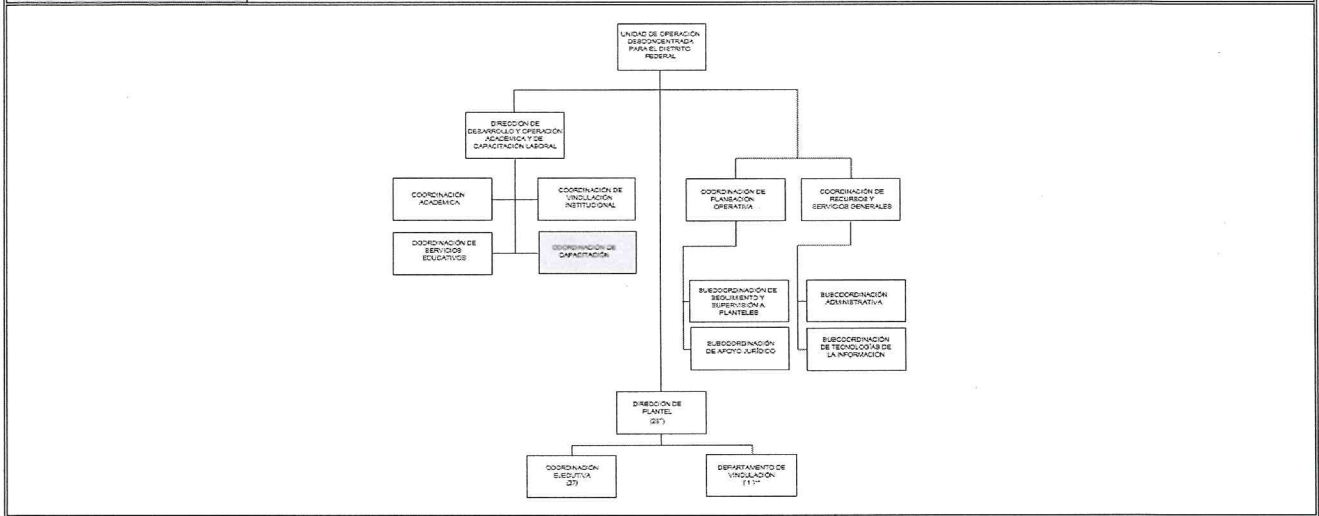 UNIDAD DE OPERACIÓN
DESCONCENTRADA
PARA EL DISTRITO
FEDERAL
DIRECCIÓN DE
DESARROLLO Y OPERACIÓN
ACADÉMICA Y DE
CAPACITACIÓN LABORAL
COORDINACIÓN
ACADÉMICA
COORDINACIÓN DE
VINCULACIÓN
INSTITUCIONAL
COORDINACIÓN DE
SERVICIOS
EDUCATIVOS
COORDINACIÓN DE
CAPACITACIÓN
COORDINACIÓN DE
PLANEACIÓN
OPERATIVA
COORDINACIÓN DE
RECURSOS Y
SERVICIOS GENERALES
SUBCOORDINACIÓN DE
SEGUIMIENTO Y
SUPERVISIÓN A
PLANTELES
SUBCOORDINACIÓN
DE APOYO JURÍDICO
SUBCOORDINACIÓN
ADMINISTRATIVA
SUBCOORDINACIÓN
DE TECNOLOGÍAS DE
LA INFORMACIÓN
DIRECCIÓN DE
PLANTEL
COORDINACIÓN
EJECUTIVA
(37)
DEPARTAMENTO DE
VINCULACIÓN